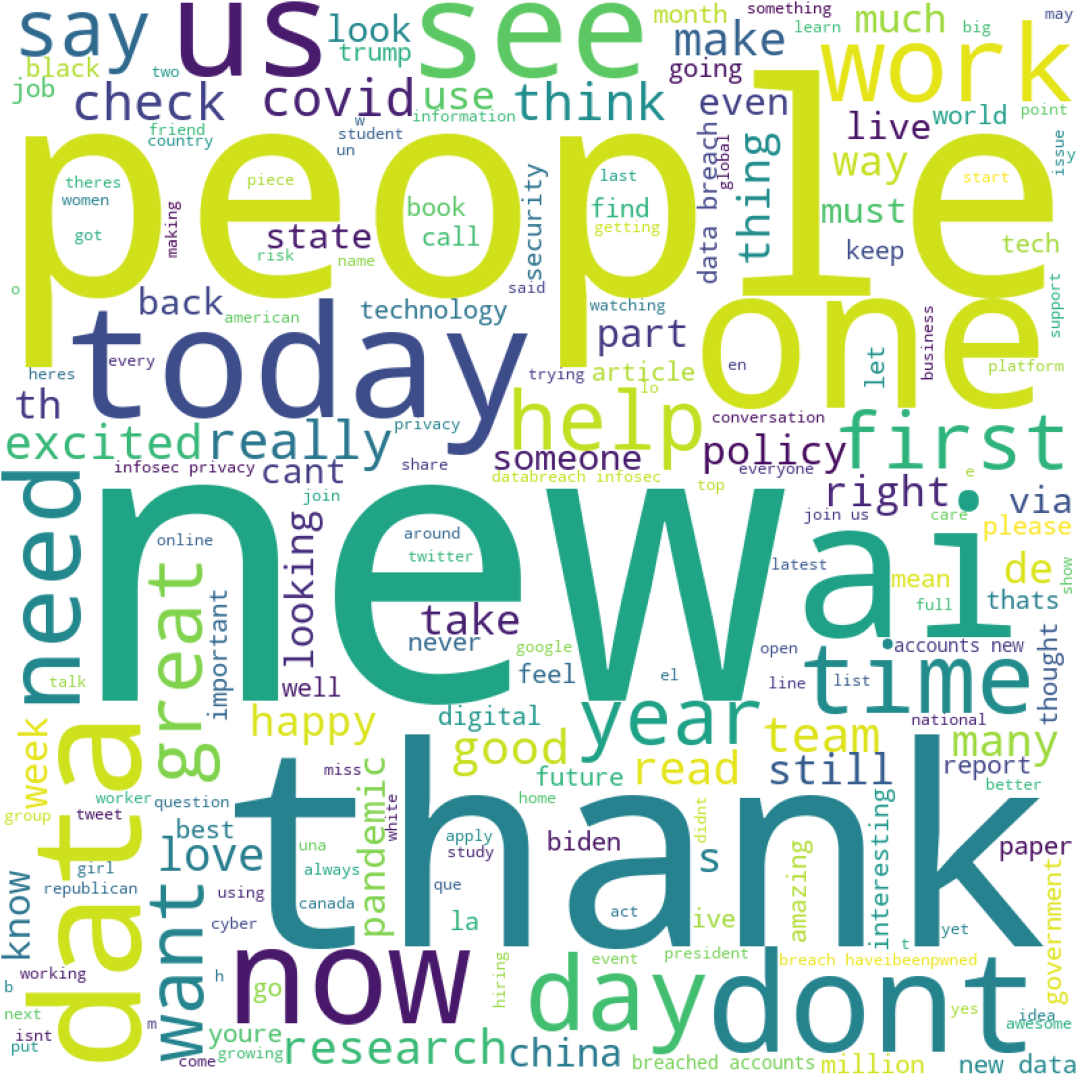 say
us
look
see
month
something
learn
big
may
black
two
trump
make
much
work
job
check
covid
use
think
going
even
friend
country
information
w
student
un
live
world
point
people
theres
women
got
making
piece
state
risk
name
book
call
security
said
last
find
getting
data breach
global
thing
way
must
keep
start
issue
y
tech
support
o
back
american
technology
watching
part
one
today
every
heres
th
trying
article
lo
en
let
business
platform
help
excited
really
privacy
conversation
first
infosec privacy
cant
share
someone
databreach infosec
policy
everyone
top
right
e
via
need
join
new
ai
online
around
twitter
join us
care
please
great
looking
latest
mean
de
show
full
thats
important
take
never
google
feel
el
open
accounts new
time
thought
talk
well
line
list
national
week
data
happy
digital
good
year
team
many
future
read
still
report
better
miss
thank
group
worker
tweet
question
best
love
pandemic
white
home
apply
study
biden
didnt
s
amazing
interesting
paper
girl
republican
know
want
using
una
always
canada
que
la
act
ive
yet
t
government
cyber
working
b
next
isnt
put
m
h
now
go
hiring
event
president
day
breach haveibeenpwned
dont
yes
idea
awesome
youre
growing
come
research
china
breached accounts
million
new data